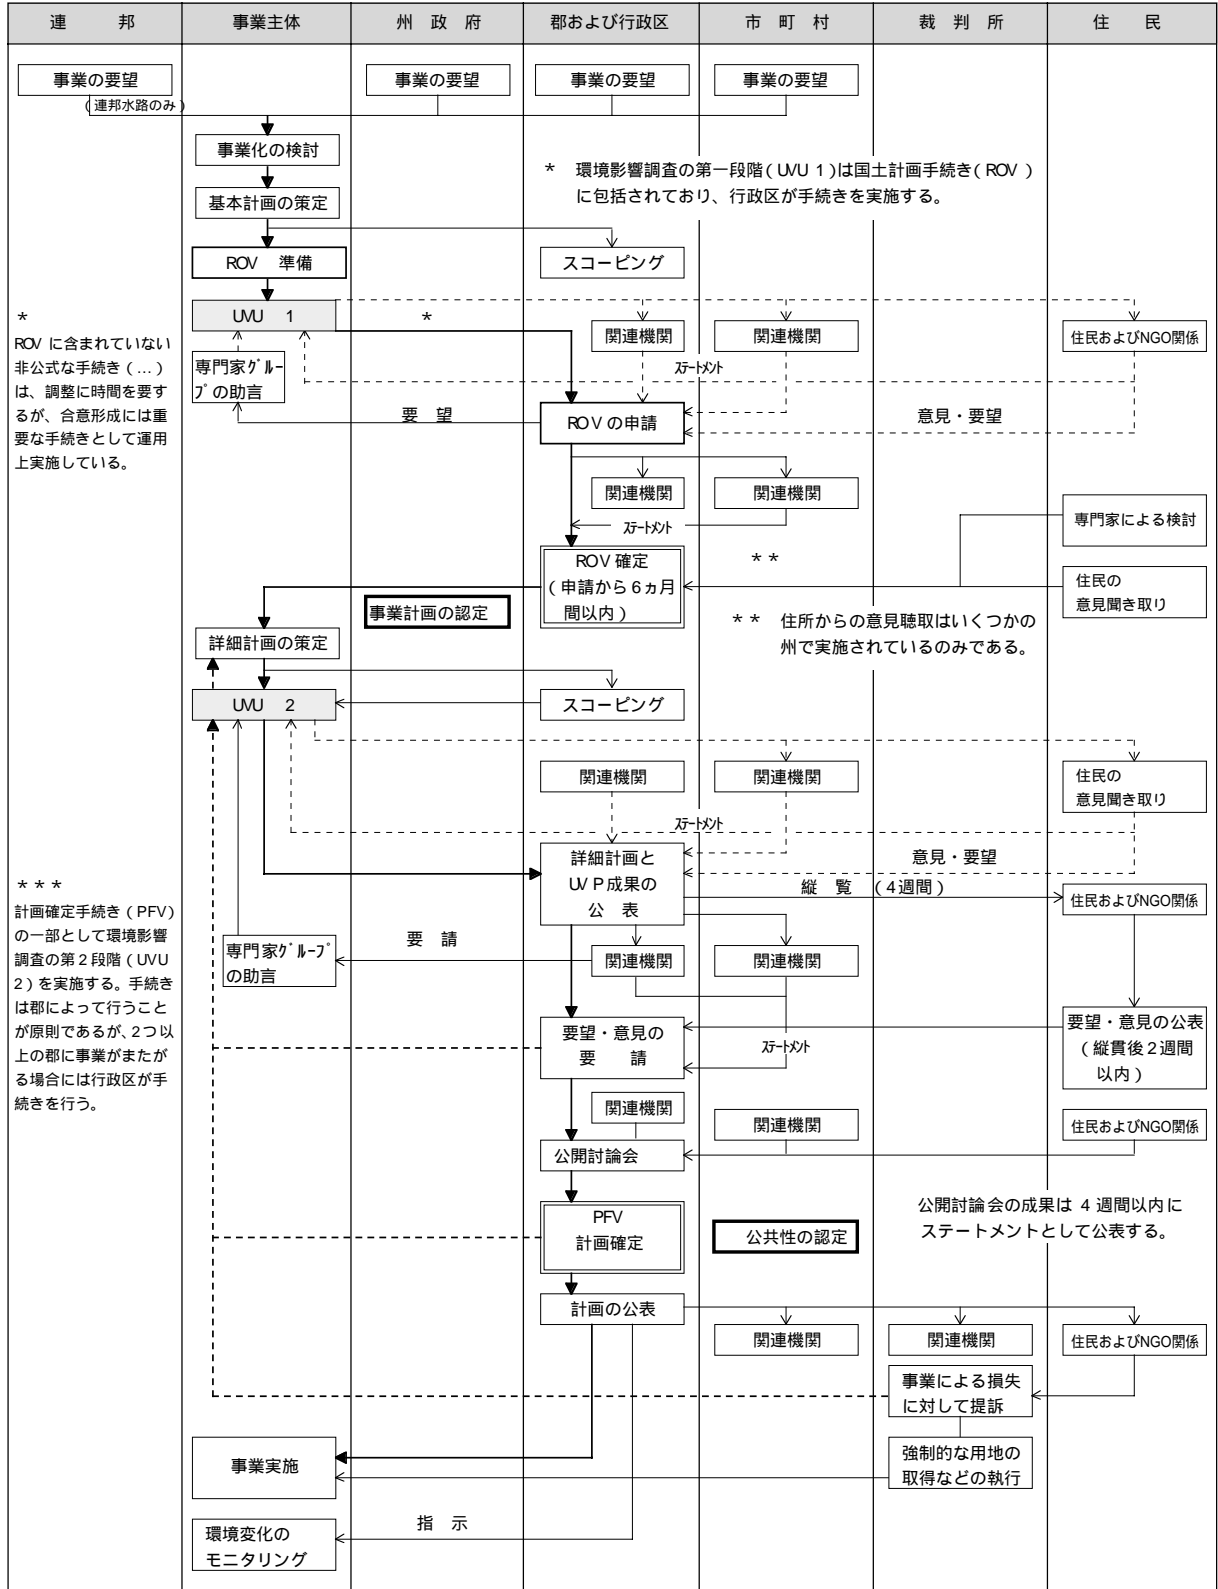 連 邦
事業主体
州 政 府
郡および行政区
市 町 村
裁 判 所
住 民
事業の要望
事業の要望
事業の要望
事業の要望
(連邦水路のみ)
事業化の検討
* 環境影響調査の第一段階(UVU 1)は国土計画手続き(ROV)
に包括されており、行政区が手続きを実施する。
基本計画の策定
ROV 準備
スコーピング
UVU 1
*
*
ROV に含まれていない
非公式な手続き(...)
は、調整に時間を要す
るが、合意形成には重
要な手続きとして運用
上実施している。
関連機関
関連機関
住民およびNGO関係
専門家グルー
プの助言
ステートメント
要 望
ROVの申請
意見・要望
関連機関
関連機関
ステートメント
専門家による検討
ROV 確定
(申請から6ヵ月
間以内)
* *
住民の
意見聞き取り
事業計画の認定
* * 住所からの意見聴取はいくつかの
州で実施されているのみである。
詳細計画の策定
UVU 2
スコーピング
関連機関
関連機関
住民の
意見聞き取り
ステートメント
詳細計画と
UVP成果の
公 表
意見・要望
縦 覧 (4週間)
住民およびNGO関係
* * *
計画確定手続き(PFV)
の一部として環境影響
調査の第2段階(UVU
2)を実施する。手続き
は郡によって行うこと
が原則であるが、2つ以
上の郡に事業がまたが
る場合には行政区が手
続きを行う。
専門家グループ
の助言
要 請
関連機関
関連機関
要望・意見の
要 請
ステートメント
要望・意見の公表
(縦貫後2週間
以内)
関連機関
関連機関
住民およびNGO関係
公開討論会
PFV
計画確定
公共性の認定
公開討論会の成果は 4 週間以内に
ステートメントとして公表する。
計画の公表
関連機関
関連機関
住民およびNGO関係
事業による損失
に対して提訴
事業実施
強制的な用地の
取得などの執行
指 示
環境変化の
モニタリング